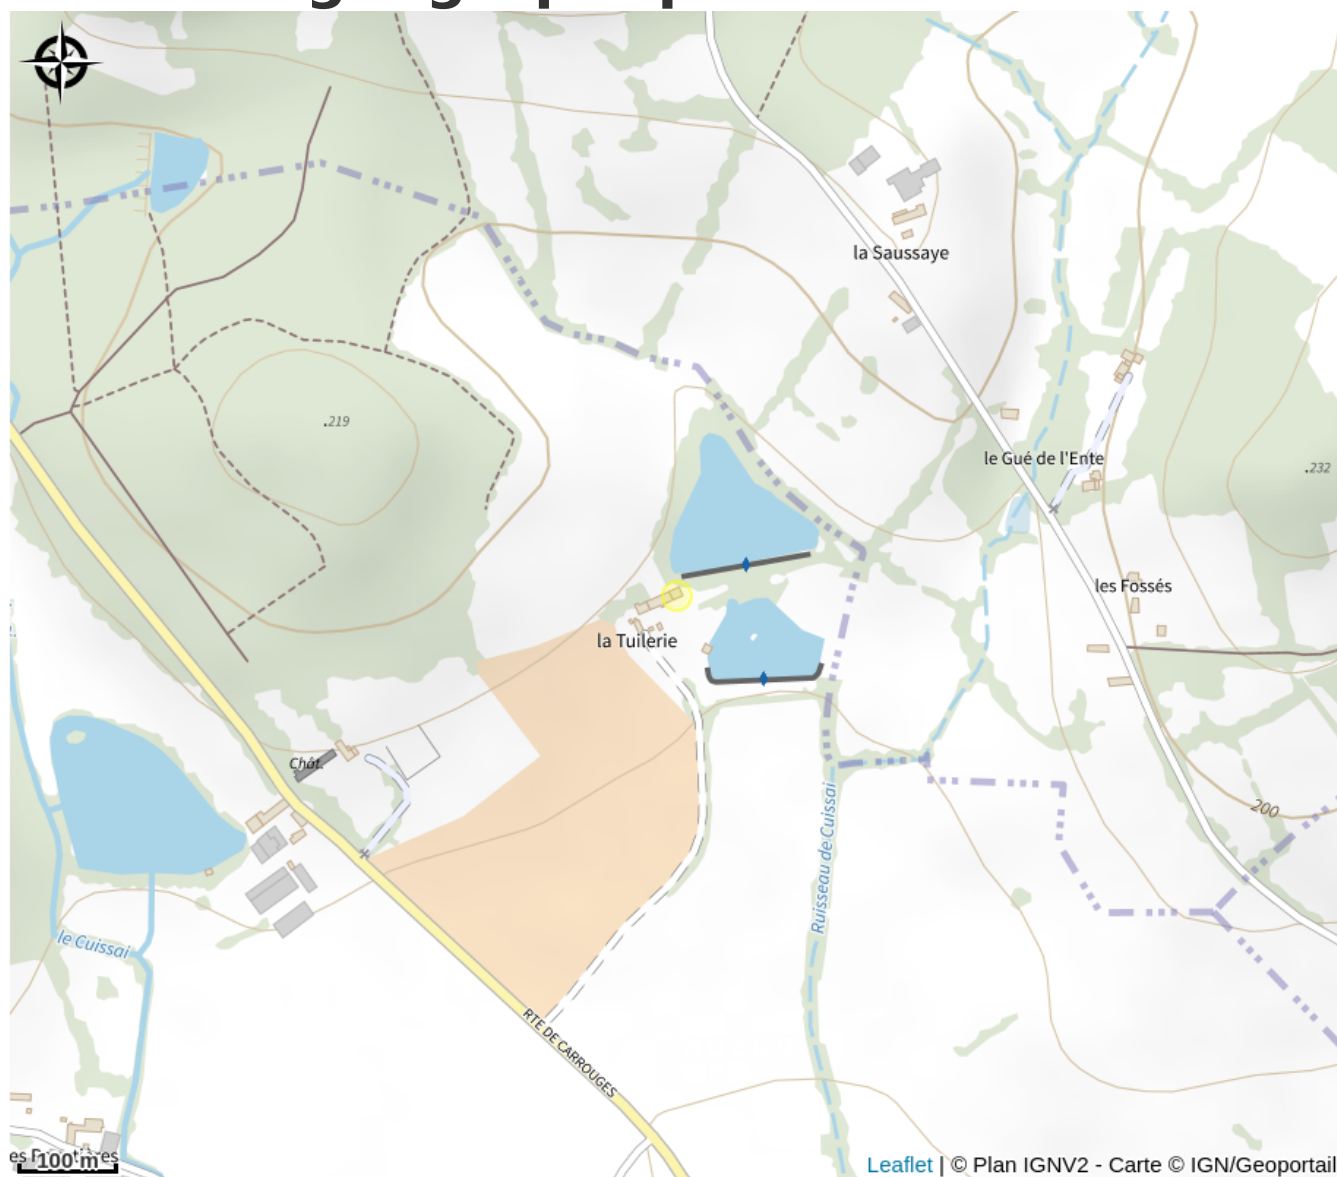 la Saussaye
.219
le Gué de l'Ente
.232
les Fossés
la Tuilerie
Chât.
200
Ruisseau de Cuissai
le Cuissai
RTE DE CARROUGES
100 m
Leaflet | © Plan IGNV2 - Carte © IGN/Geoportail